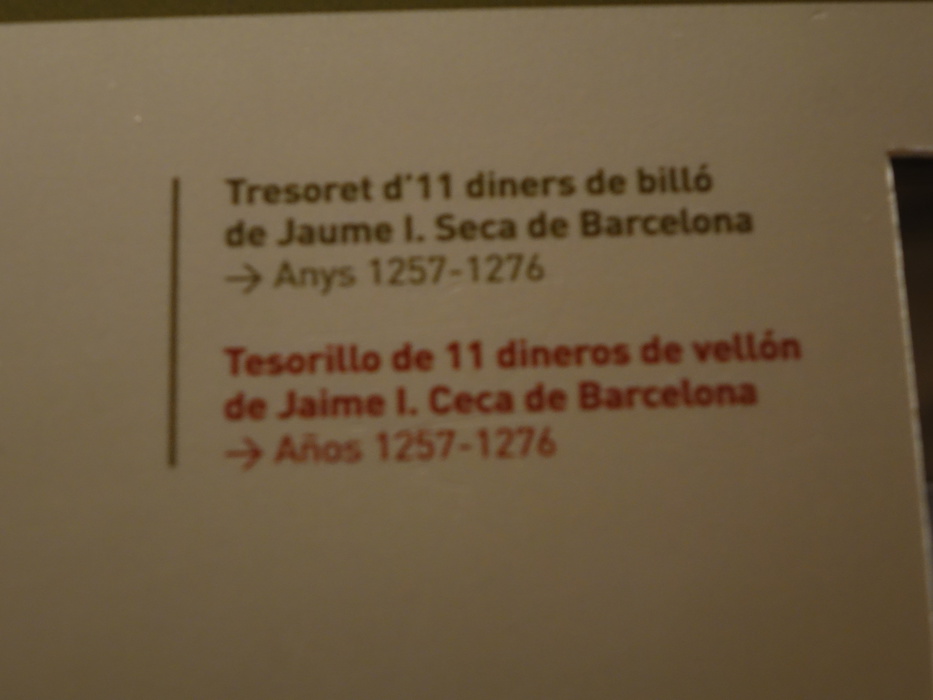 Tresoret d'11 diners de billó
de Jaume I. Seca de Barcelona
→ Anys 1257-1276
Tesorillo de 11 dineros de vellón
de Jaime I. Ceca de Barcelona
→ Años 1257-1276